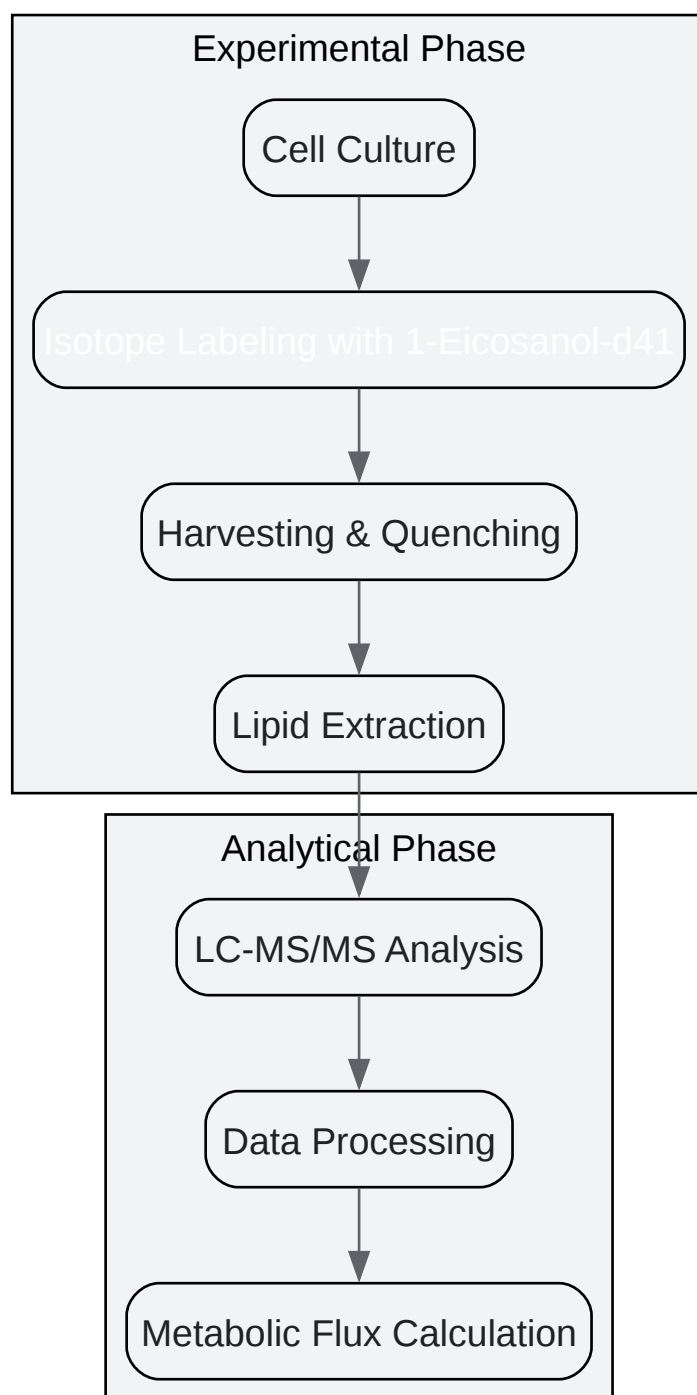 Experimental Phase
Cell Culture
Isotope Labeling with 1-Eicosanol-d41
Harvesting & Quenching
Lipid Extraction
Analytical Phase
LC-MS/MS Analysis
Data Processing
Metabolic Flux Calculation